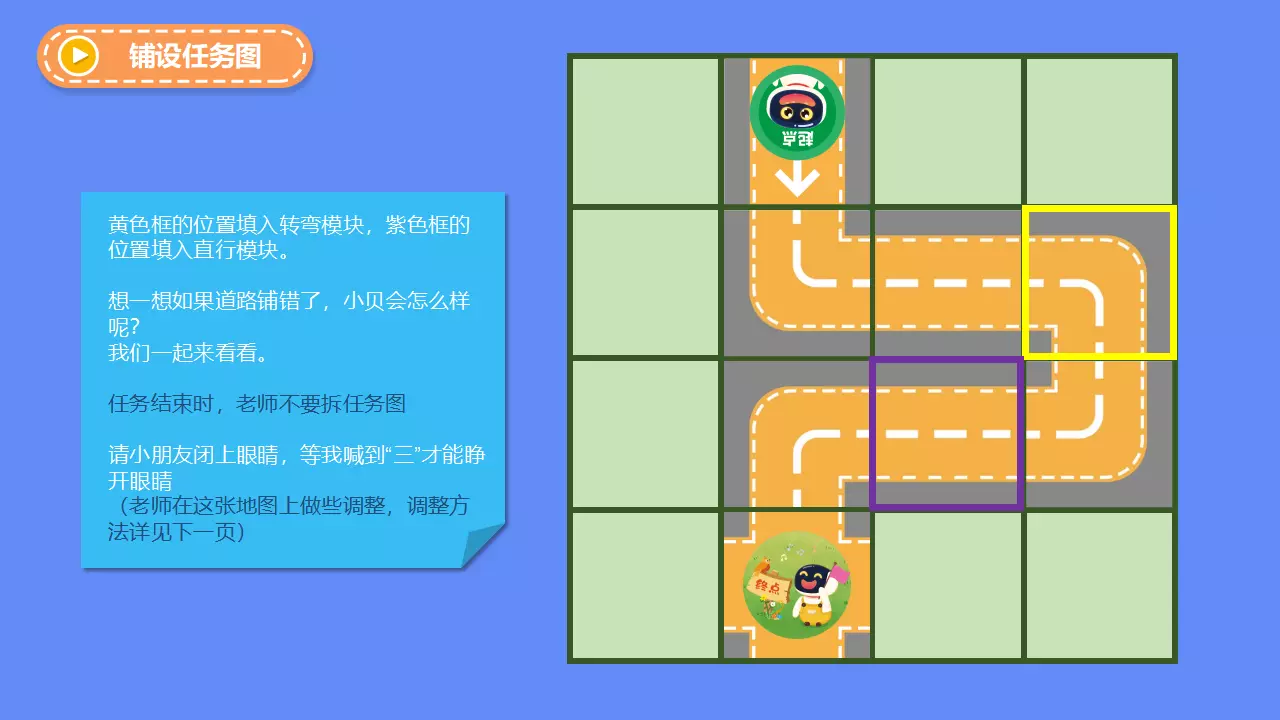 铺设任务图
黄色框的位置填入转弯模块，紫色框的
位置填入直行模块。
想一想如果道路铺错了，小贝会怎么样
呢?
我们一起来看看。
任务结束时，老师不要拆任务图
请小朋友闭上眼睛，等我喊到“三”才能睁
开眼睛
（老师在这张地图上做些调整，调整方
法详见下一页）
起点
终点